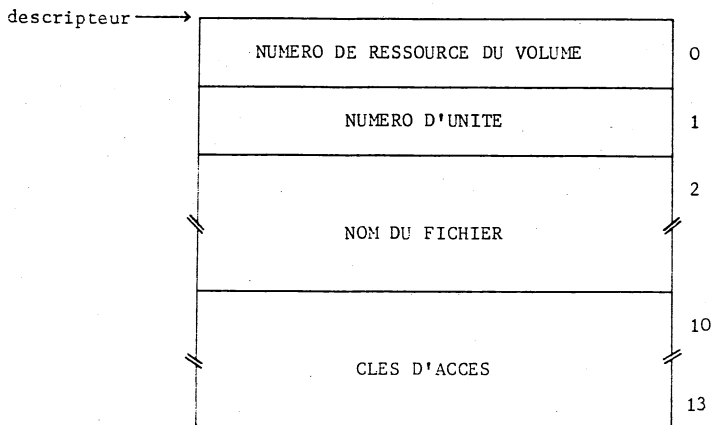 descripteur
NUMERO DE RESSOURCE DU VOLUME 0
NUMERO D'UNITE 1
2
NOM DU FICHIER
10
CLES D'ACCES
13